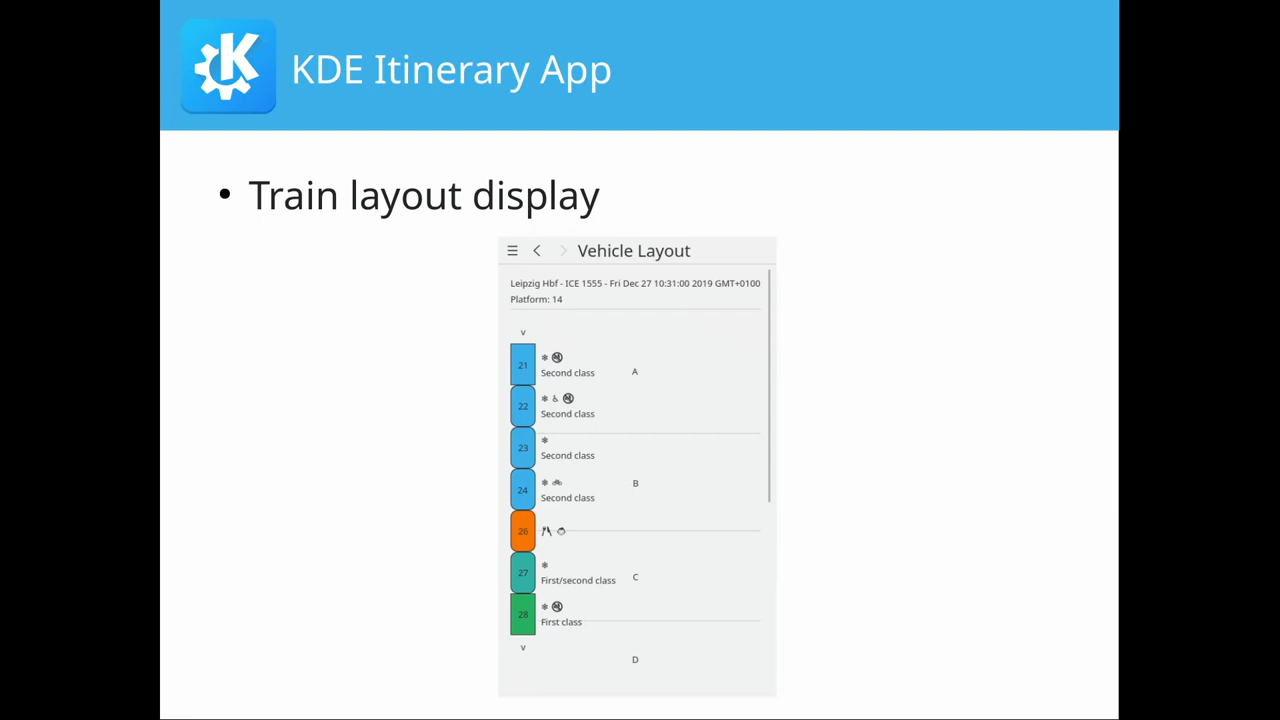 KDE Itinerary App
• Train layout display
Vehicle Layout
Leipzig Hbf - ICE 1555 - Fri Dec 27 10:31:00 2019 GMT+0100
Platform: 14
v
21
Second class
A
22
Second class
23
Second class
24
Second class
B
26
27
First/second class
C
28
First class
v
D